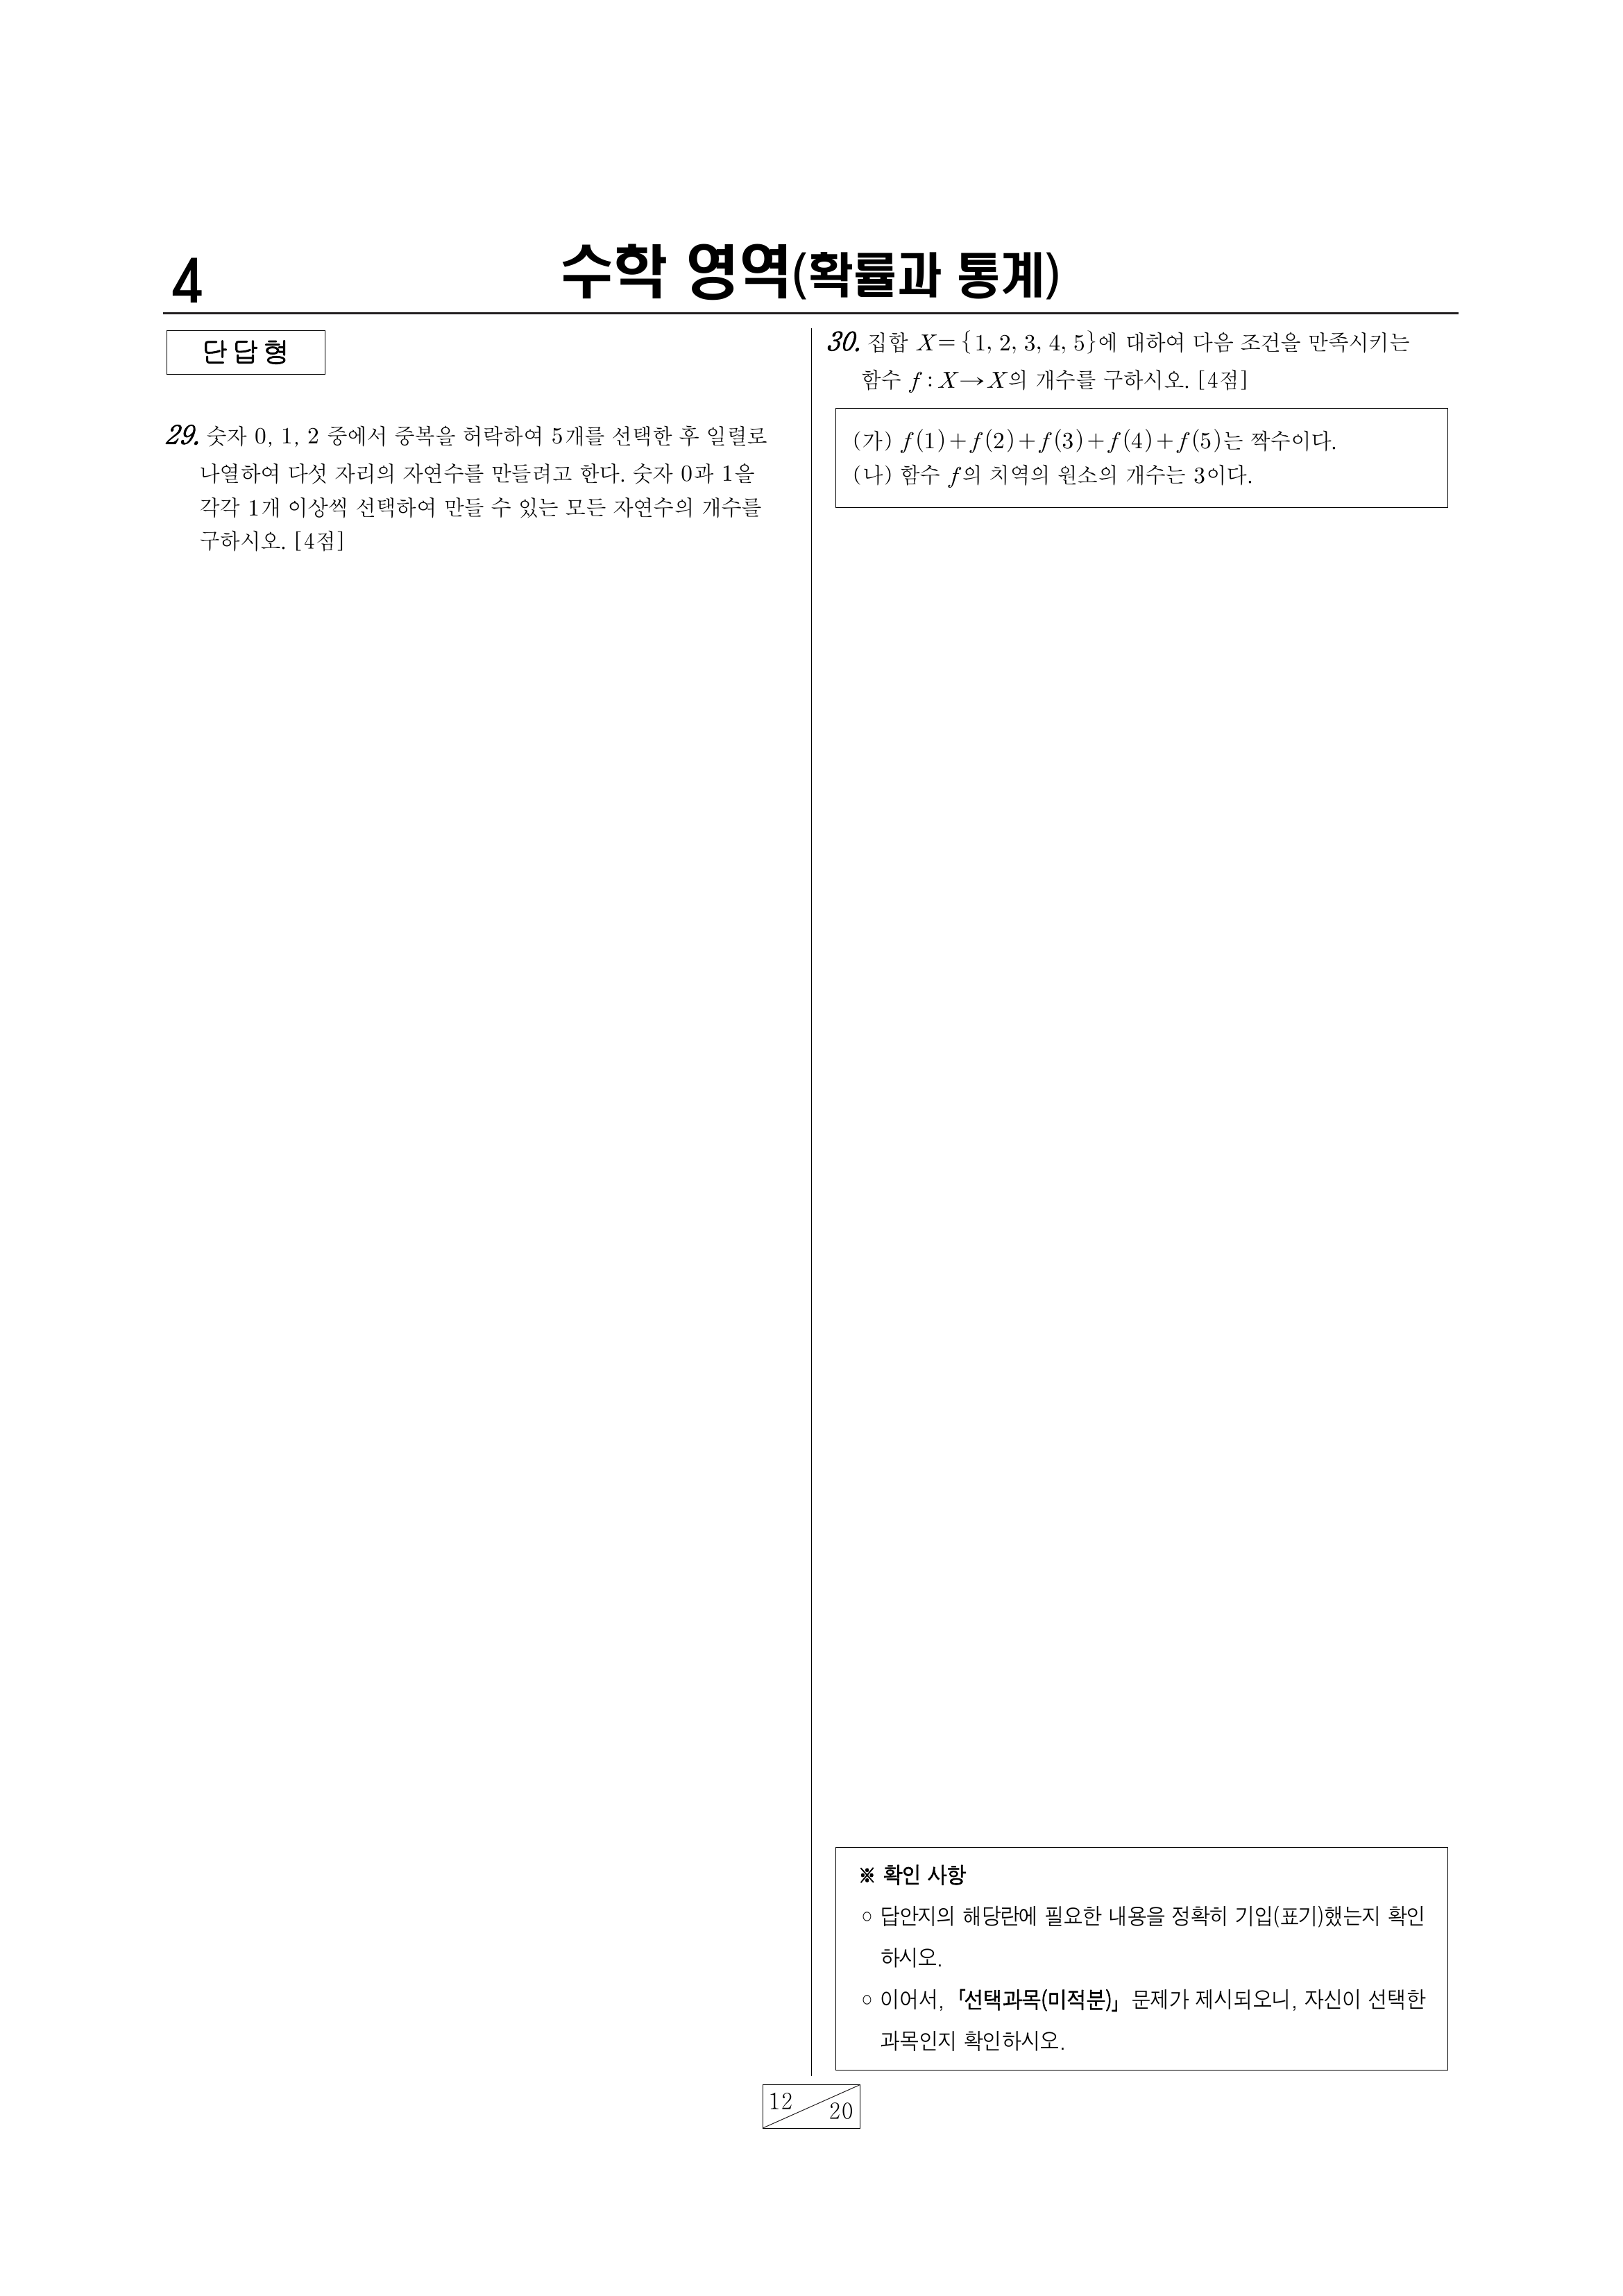 4
수학 영역(확률과 통계)
단답형
29. 숫자 0, 1, 2 중에서 중복을 허락하여 5개를 선택한 후 일렬로
나열하여 다섯 자리의 자연수를 만들려고 한다. 숫자 0과 1을
각각 1개 이상씩 선택하여 만들 수 있는 모든 자연수의 개수를
구하시오. [4점]
30. 집합 X={1, 2, 3, 4, 5}에 대하여 다음 조건을 만족시키는
함수 f : X→X의 개수를 구하시오. [4점]
(가) f(1)+f(2)+f(3)+f(4)+f(5)는 짝수이다.
(나) 함수 f의 치역의 원소의 개수는 3이다.
※ 확인 사항
○ 답안지의 해당란에 필요한 내용을 정확히 기입(표기)했는지 확인
하시오.
○ 이어서, 「선택과목(미적분)」 문제가 제시되오니, 자신이 선택한
과목인지 확인하시오.
12
20